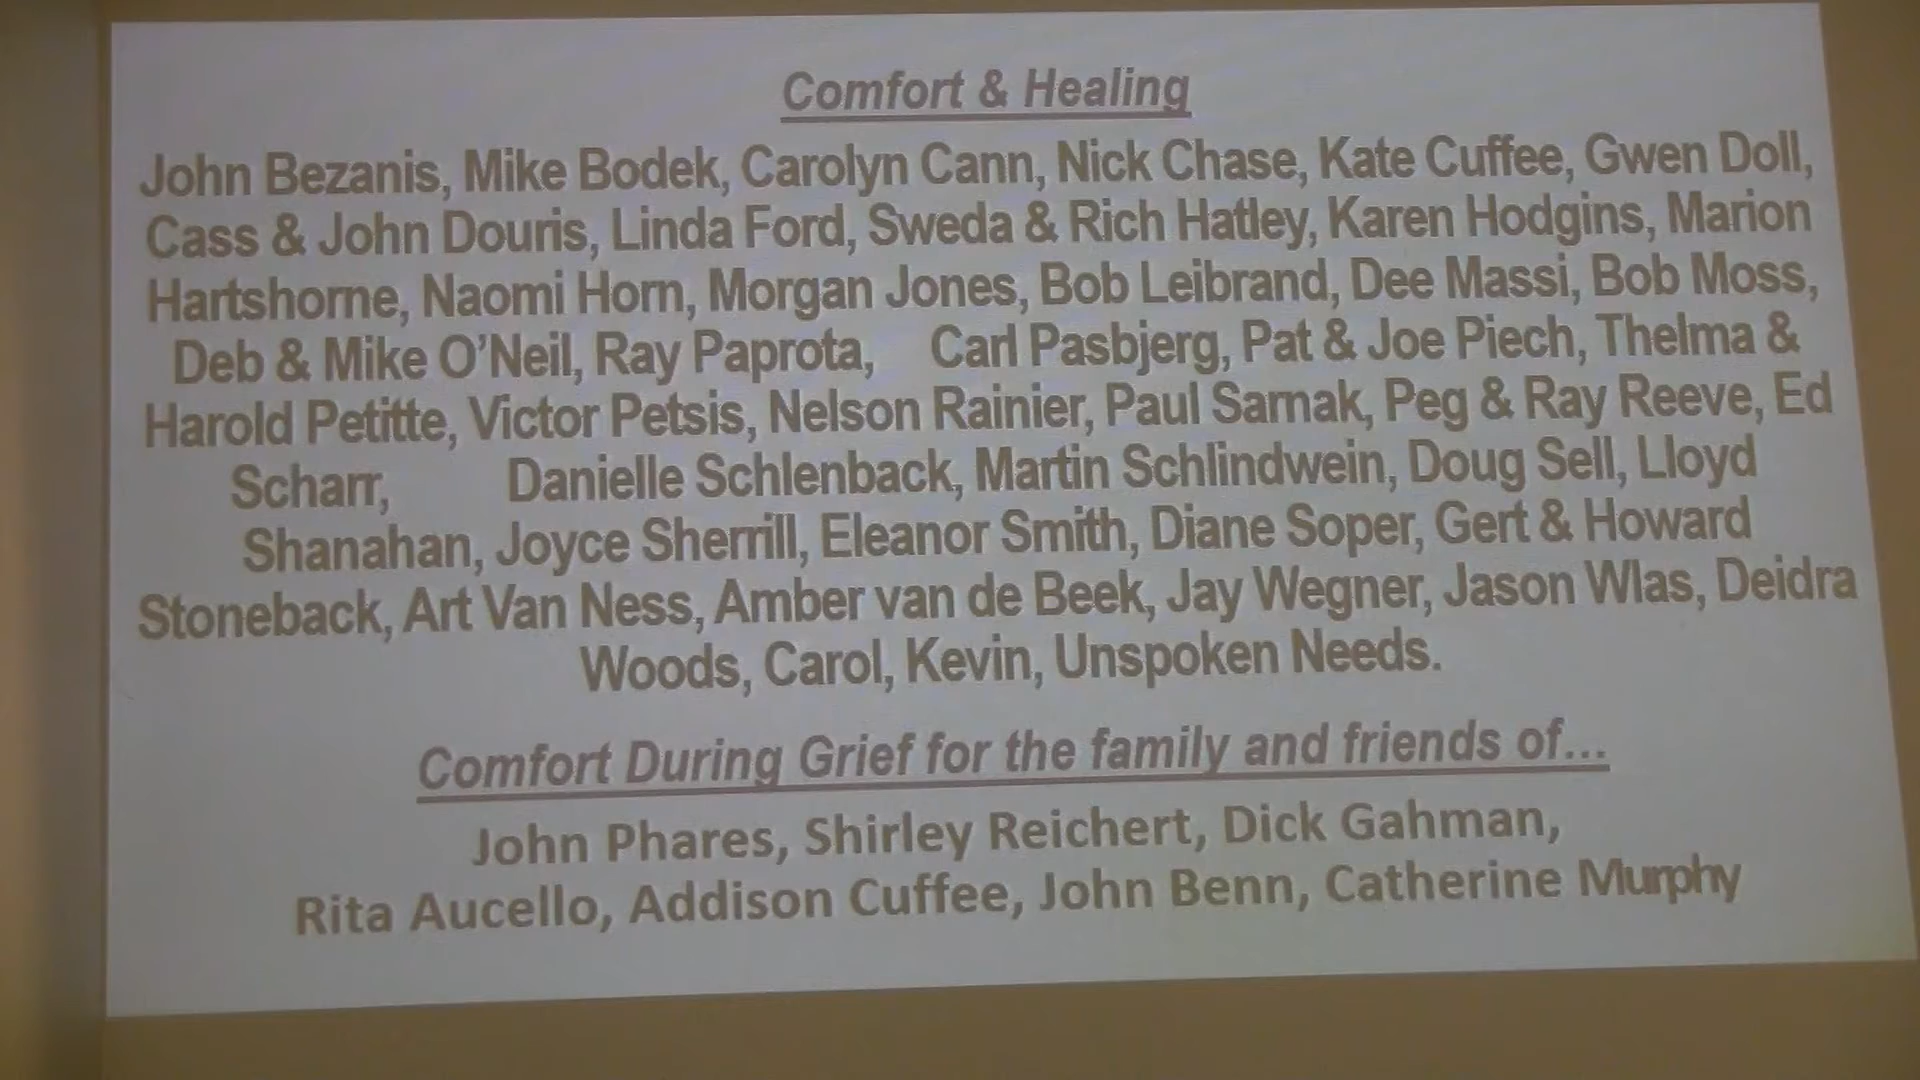 Comfort & Healing
John Bezanis, Mike Bodek, Carolyn Cann, Nick Chase, Kate Cuffee, Gwen Doll,
Cass & John Douris, Linda Ford, Sweda & Rich Hatley, Karen Hodgins, Marion
Hartshorne, Naomi Horn, Morgan Jones, Bob Leibrand, Dee Massi, Bob Moss,
Deb & Mike O'Neil, Ray Paprota, Carl Pasbjerg, Pat & Joe Piech, Thelma &
Harold Petitte, Victor Petsis, Nelson Rainier, Paul Sarnak, Peg & Ray Reeve, Ed
Scharr, Danielle Schlenback, Martin Schlindwein, Doug Sell, Lloyd
Shanahan, Joyce Sherrill, Eleanor Smith, Diane Soper, Gert & Howard
Stoneback, Art Van Ness, Amber van de Beek, Jay Wegner, Jason Wlas, Deidra
Woods, Carol, Kevin, Unspoken Needs.
Comfort During Grief for the family and friends of...
John Phares, Shirley Reichert, Dick Gahman,
Rita Aucello, Addison Cuffee, John Benn, Catherine Murphy